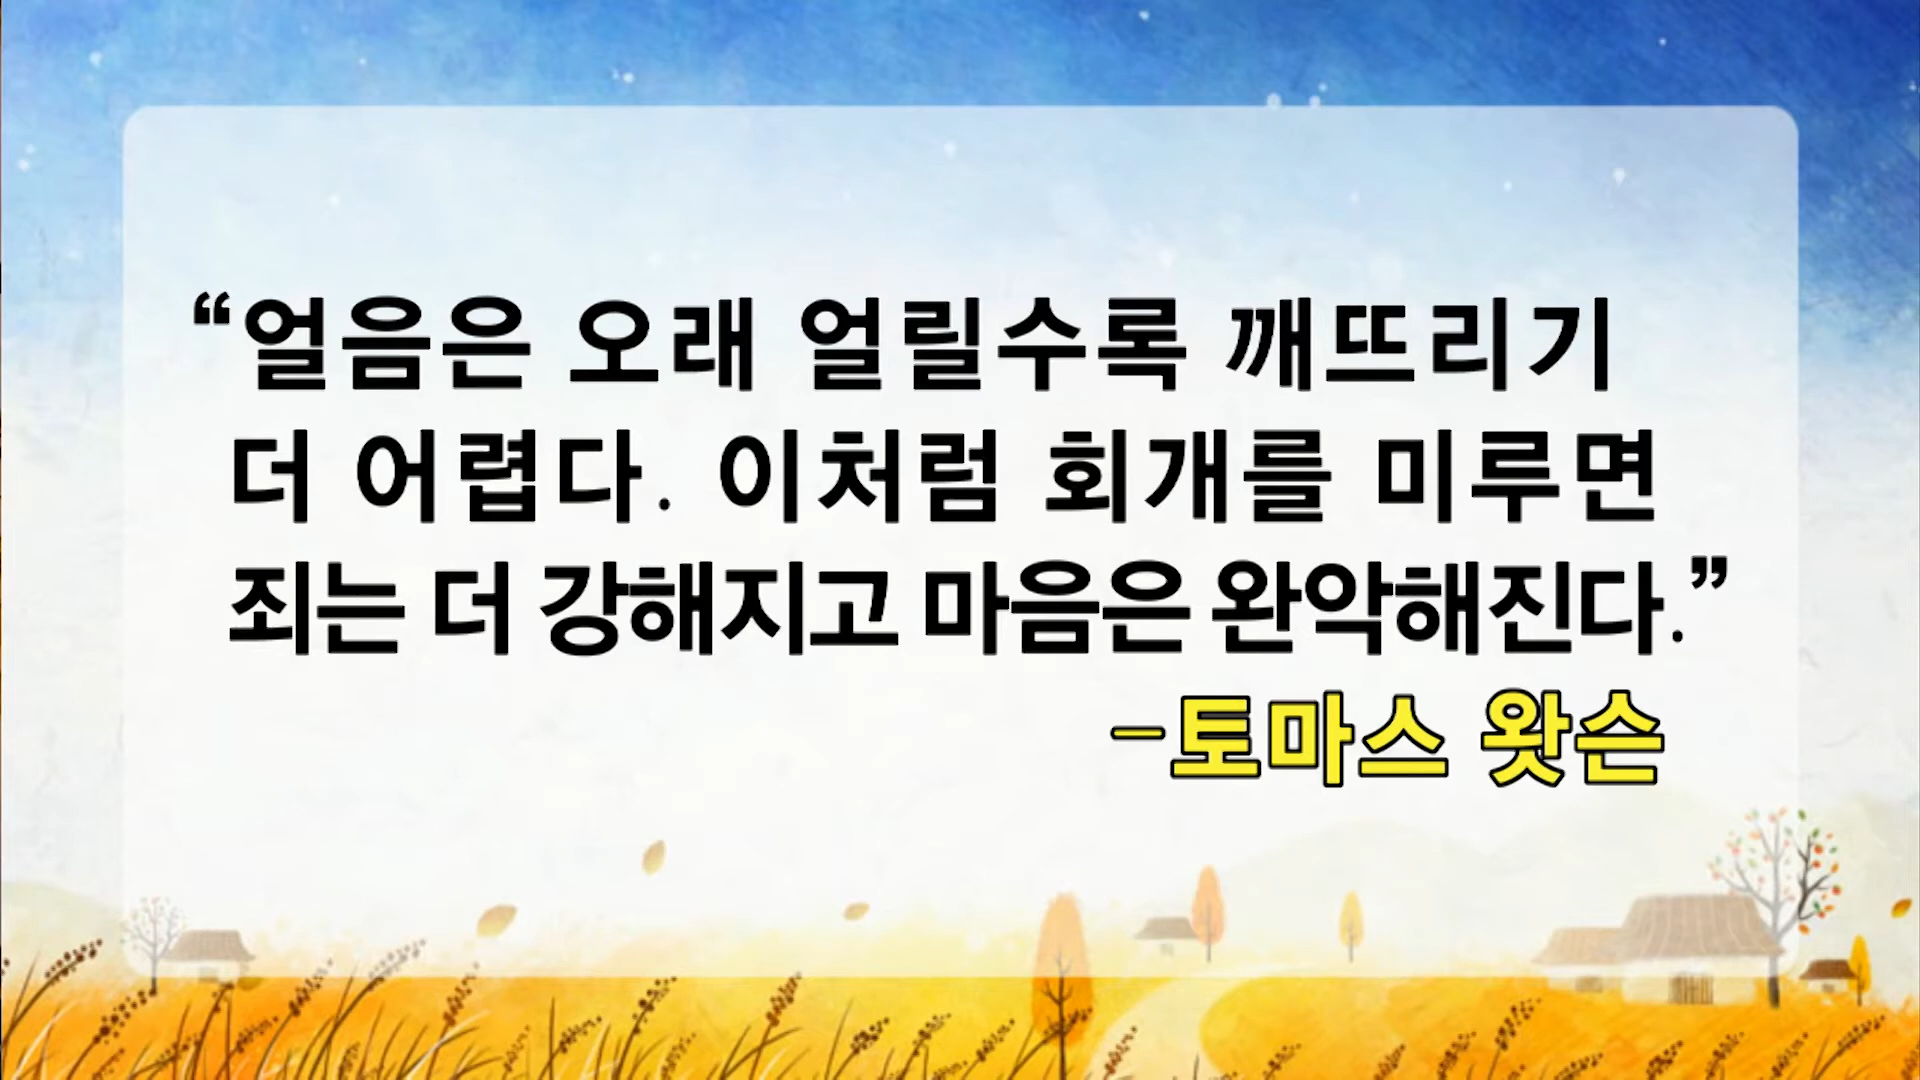 “얼음은 오래 얼릴수록 깨뜨리기
더 어렵다. 이처럼 회개를 미루면
죄는 더 강해지고 마음은 완악해진다.”
-토마스 왓슨